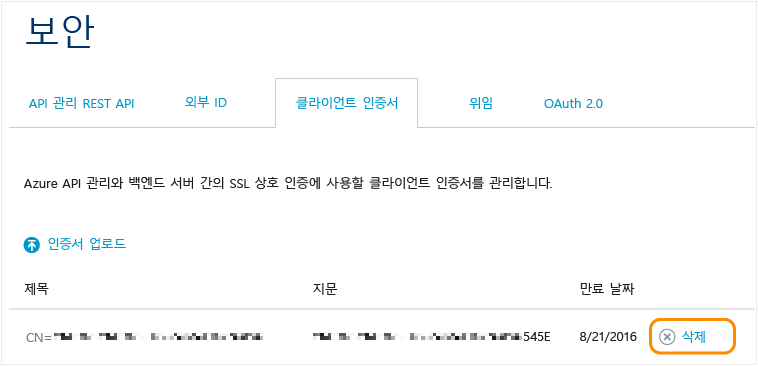 보안
API 관리 REST API 외부 ID 클라이언트 인증서 위임 OAuth 2.0
Azure API 관리와 백엔드 서버 간의 SSL 상호 인증에 사용할 클라이언트 인증서를 관리합니다.
인증서 업로드
제목 지문 만료 날짜
CN= 545E 8/21/2016 삭제